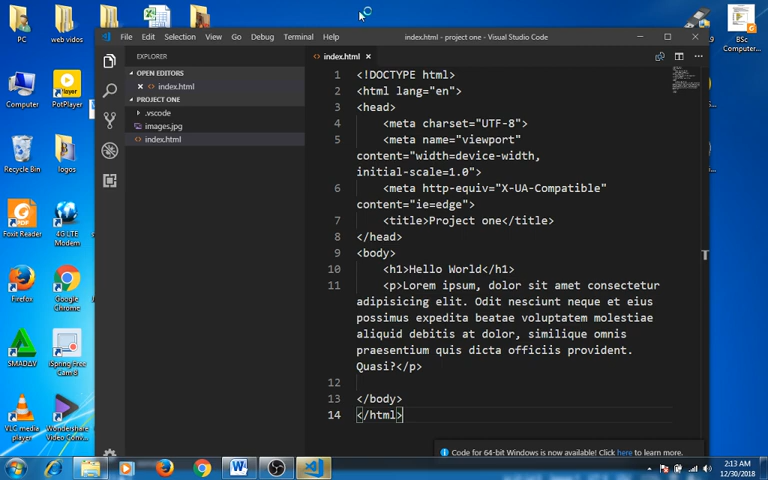 File Edit Selection View Go Debug Terminal Help
index.html - project one - Visual Studio Code
EXPLORER
OPEN EDITORS
index.html
PROJECT ONE
.vscode
images.jpg
index.html
index.html
1 <!DOCTYPE html>
2 <html lang="en">
3 <head>
4 <meta charset="UTF-8">
5 <meta name="viewport"
content="width=device-width,
initial-scale=1.0">
6 <meta http-equiv="X-UA-Compatible"
content="ie=edge">
7 <title>Project one</title>
8 </head>
9 <body>
10 <h1>Hello World</h1>
11 <p>Lorem ipsum, dolor sit amet consectetur
adipisicing elit. Odit nesciunt neque et eius
possimus expedita beatae voluptatem molestiae
aliquid debitis at dolor, similique omnis
praesentium quis dicta officiis provident.
Quasi?</p>
12
13 </body>
14 </html>
Code for 64-bit Windows is now available! Click here to learn more.
PC
web vidos
Computer
PotPlayer
Recycle Bin
logos
Foxit Reader
4G LTE
Modem
Firefox
Google
Chrome
SMADAV
iSpring Free
Cam 8
VLC media
player
Wondershare
Video Conv...
BSc
Computer...
2:13 AM
12/30/2018